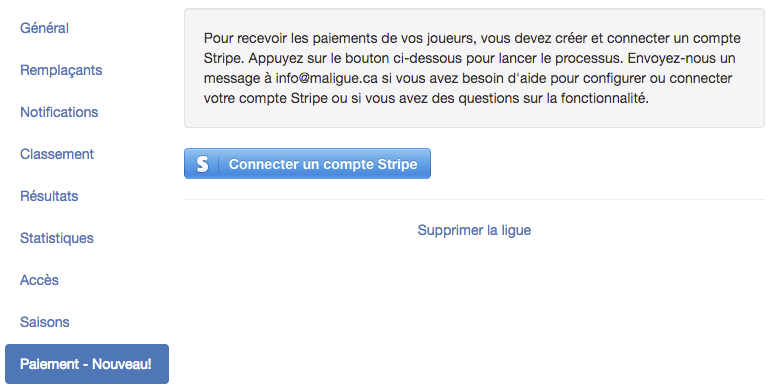 Général
Remplaçants
Notifications
Classement
Résultats
Statistiques
Accès
Saisons
Paiement - Nouveau!
Pour recevoir les paiements de vos joueurs, vous devez créer et connecter un compte
Stripe. Appuyez sur le bouton ci-dessous pour lancer le processus. Envoyez-nous un
message à info@maligue.ca si vous avez besoin d'aide pour configurer ou connecter
votre compte Stripe ou si vous avez des questions sur la fonctionnalité.
S Connecter un compte Stripe
Supprimer la ligue